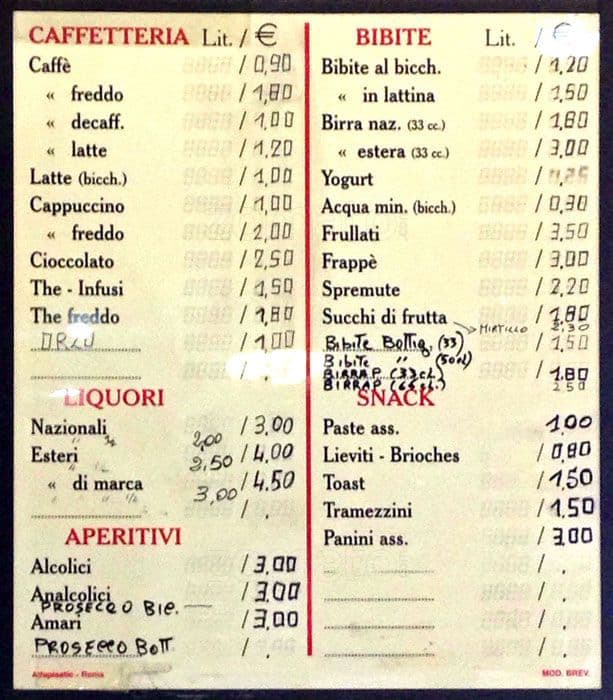 CAFFETTERIA Lit. / €
Caffè / 0,90
« freddo / 1,80
« decaff. / 1,00
« latte / 1,20
Latte (bicch.) / 1,00
Cappuccino / 1,00
« freddo / 2,00
Cioccolato / 2,50
The - Infusi / 1,50
The freddo / 1,80
ORZO / 1,00
/ .
LIQUORI
Nazionali 2,00 / 3,00
Esteri 2,50 / 4,00
« di marca 3,00 / 4.50
/ .
APERITIVI
Alcolici / 3,00
Analcolici / 3,00
PROSECCO BIC.
Amari / 3,00
PROSECCO BOTT. / .
Alfapisatic - Roma
BIBITE Lit. / €
Bibite al bicch. / 1,20
« in lattina / 1,50
Birra naz. (33 cc.) / 1,80
« estera (33 cc.) / 3,00
Yogurt /
Acqua min. (bicch.) /
Frullati / 3,50
Frappè / 3,00
Spremute / 2,20
Succhi di frutta / 1,80
MIRTILLO 2,30
BibiTE BoTTig. (33) / 1,50
BibiTE " (50cl)
BIRRAP (33cl.) / 1.80
BIRRAP (66cl.) 2 50
SNACK
Paste ass. 1,00
Lieviti - Brioches /
Toast / 1,50
Tramezzini / 1,50
Panini ass. / 3,00
/ .
/ .
/ .
/ .
MOD. BREV.